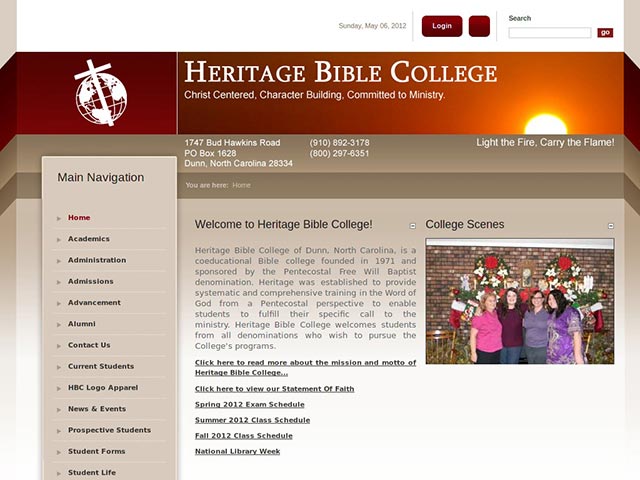 Sunday, May 06, 2012
Login
Search
go
HERITAGE BIBLE COLLEGE
Christ Centered, Character Building, Committed to Ministry.
1747 Bud Hawkins Road (910) 892-3178
PO Box 1628 (800) 297-6351
Dunn, North Carolina 28334
Light the Fire, Carry the Flame!
You are here: Home
Main Navigation
Home
Academics
Administration
Admissions
Advancement
Alumni
Contact Us
Current Students
HBC Logo Apparel
News & Events
Prospective Students
Student Forms
Student Life
Welcome to Heritage Bible College!
Heritage Bible College of Dunn, North Carolina, is a
coeducational Bible college founded in 1971 and
sponsored by the Pentecostal Free Will Baptist
denomination. Heritage was established to provide
systematic and comprehensive training in the Word of
God from a Pentecostal perspective to enable
students to fulfill their specific call to the
ministry. Heritage Bible College welcomes students
from all denominations who wish to pursue the
College's programs.
Click here to read more about the mission and motto of
Heritage Bible College...
Click here to view our Statement Of Faith
Spring 2012 Exam Schedule
Summer 2012 Class Schedule
Fall 2012 Class Schedule
National Library Week
College Scenes